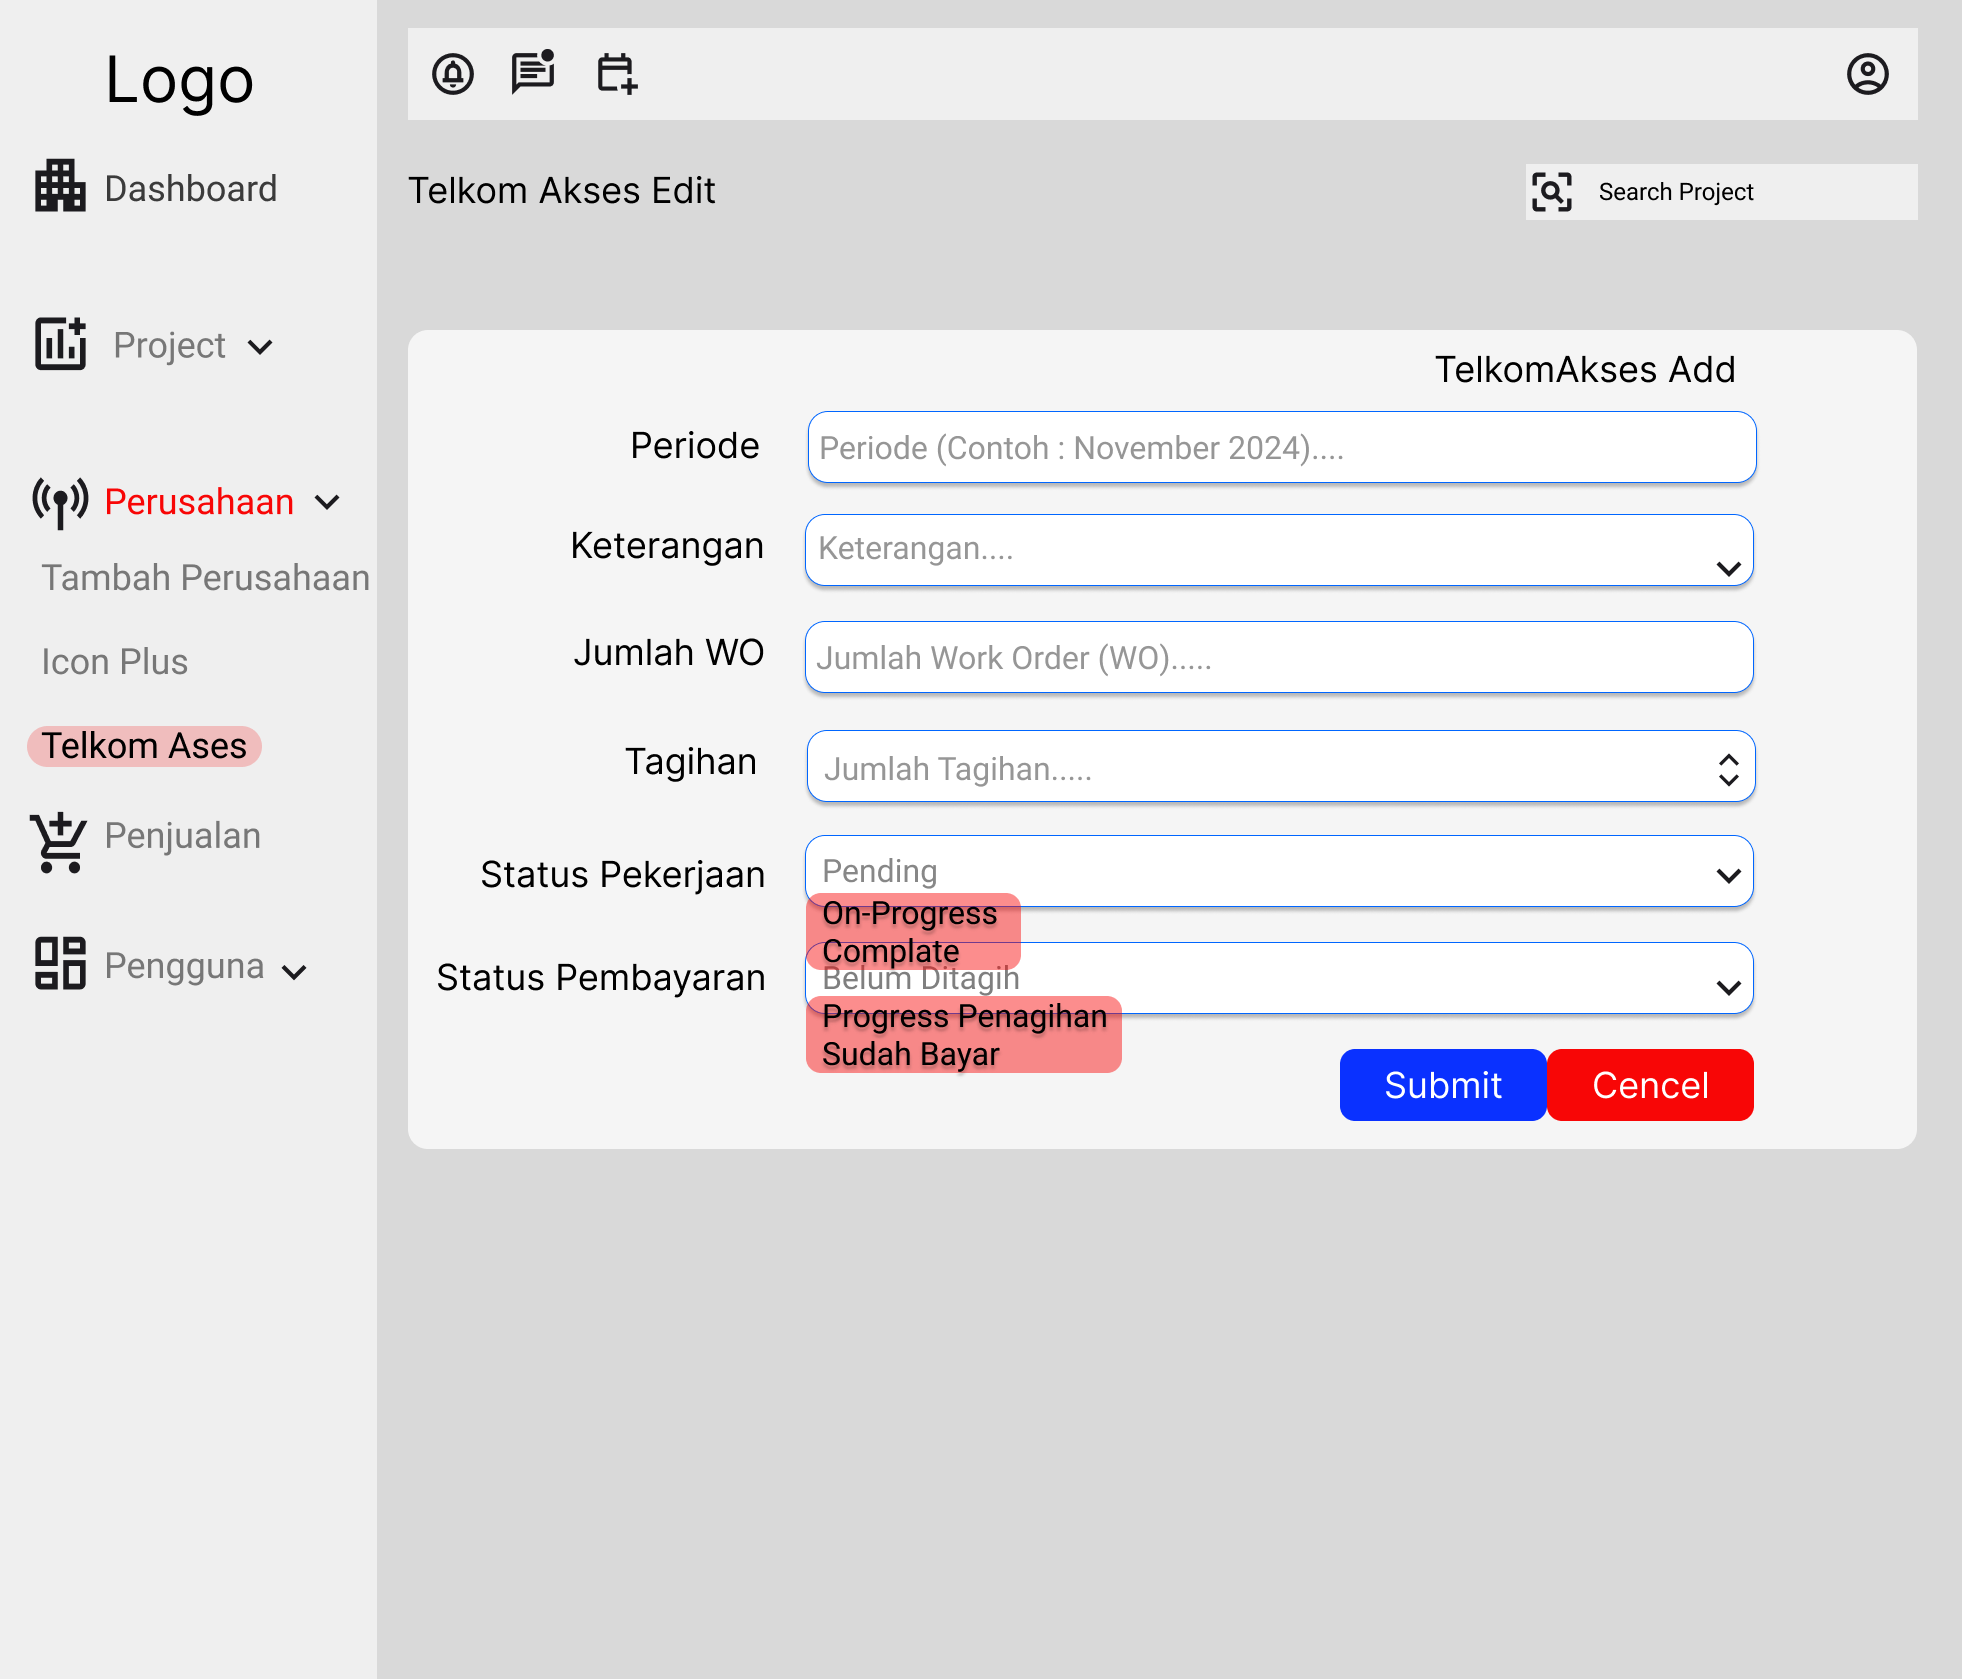 Logo
Dashboard
Project
Perusahaan
Tambah Perusahaan
Icon Plus
Telkom Ases
Penjualan
Pengguna
Telkom Akses Edit
Search Project
TelkomAkses Add
Periode
Periode (Contoh : November 2024)....
Keterangan
Keterangan....
Jumlah WO
Jumlah Work Order (WO).....
Tagihan
Jumlah Tagihan.....
Status Pekerjaan
Pending
On-Progress
Complate
Status Pembayaran
Belum Ditagih
Progress Penagihan
Sudah Bayar
Submit
Cencel